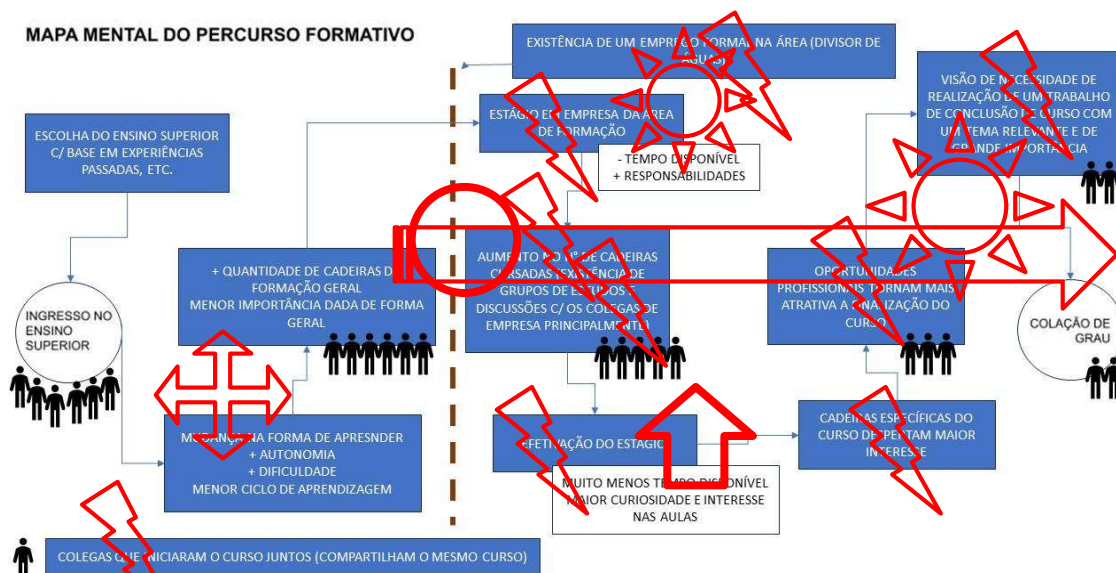 MAPA MENTAL DO PERCURSO FORMATIVO
EXISTÊNCIA DE UM EMPREGO FORMAL NA ÁREA (DIVISOR DE
ÁGUAS)
ESCOLHA DO ENSINO SUPERIOR
C/ BASE EM EXPERIÊNCIAS
PASSADAS, ETC.
ESTÁGIO EM EMPRESA DA ÁREA
DE FORMAÇÃO
- TEMPO DISPONÍVEL
+ RESPONSABILIDADES
VISÃO DE NECESSIDADE DE
REALIZAÇÃO DE UM TRABALHO
DE CONCLUSÃO DE CURSO COM
UM TEMA RELEVANTE E DE
GRANDE IMPORTÂNCIA
+ QUANTIDADE DE CADEIRAS DE
FORMAÇÃO GERAL
MENOR IMPORTÂNCIA DADA DE FORMA
GERAL
AUMENTO NO Nº DE CADEIRAS
CURSADAS (EXISTÊNCIA DE
GRUPOS DE ESTUDOS E
DISCUSSÕES C/ OS COLEGAS DE
EMPRESA PRINCIPALMENTE)
OPORTUNIDADES
PROFISSIONAIS TORNAM MAIS
ATRATIVA A FINALIZAÇÃO DO
CURSO
INGRESSO NO
ENSINO
SUPERIOR
COLAÇÃO DE
GRAU
MUDANÇA NA FORMA DE APRESNDER
+ AUTONOMIA
+ DIFICULDADE
MENOR CICLO DE APRENDIZAGEM
EFETIVAÇÃO DO ESTÁGIO
MUITO MENOS TEMPO DISPONÍVEL
MAIOR CURIOSIDADE E INTERESSE
NAS AULAS
CADEIRAS ESPECÍFICAS DO
CURSO DESPERTAM MAIOR
INTERESSE
COLEGAS QUE INICIARAM O CURSO JUNTOS (COMPARTILHAM O MESMO CURSO)